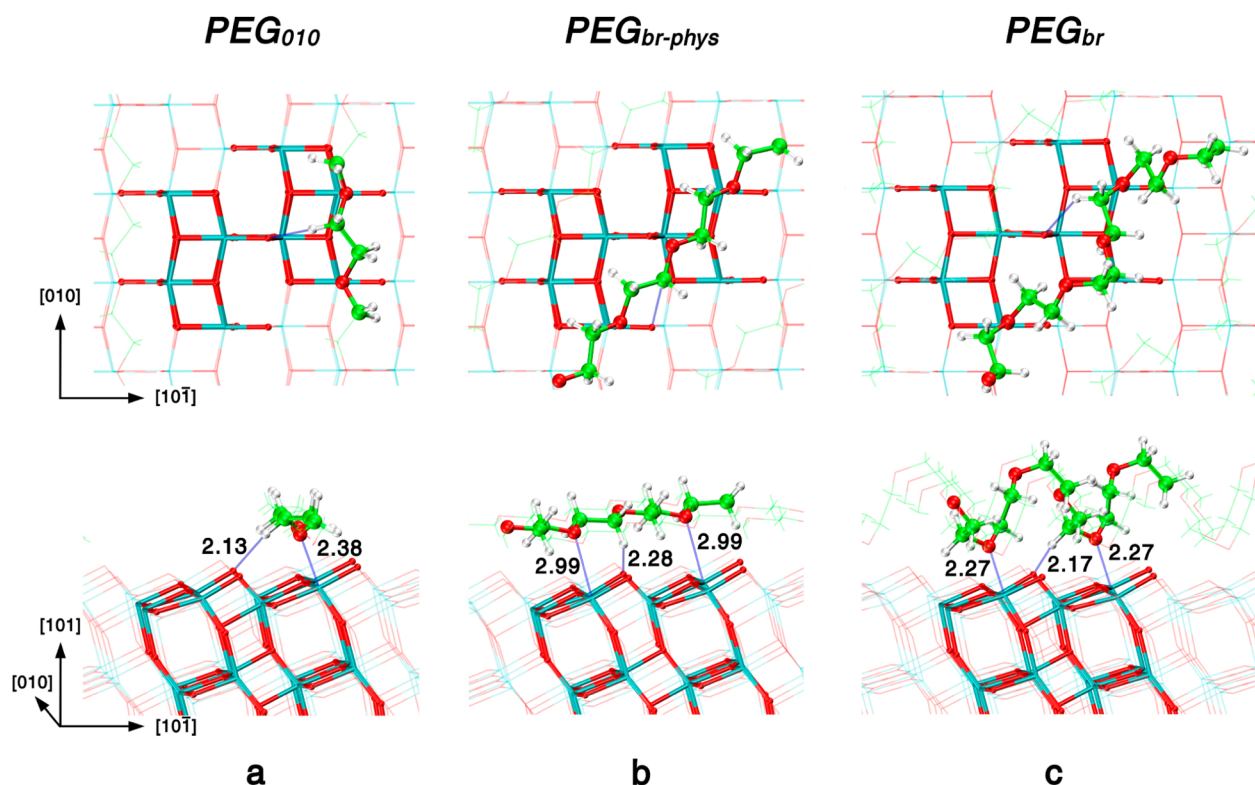 PEG010
PEGbr-phys
PEGbr
[010]
[101̄]
2.13
2.38
2.99
2.28
2.99
2.27
2.17
2.27
[101]
[010]
[101̄]
a
b
c